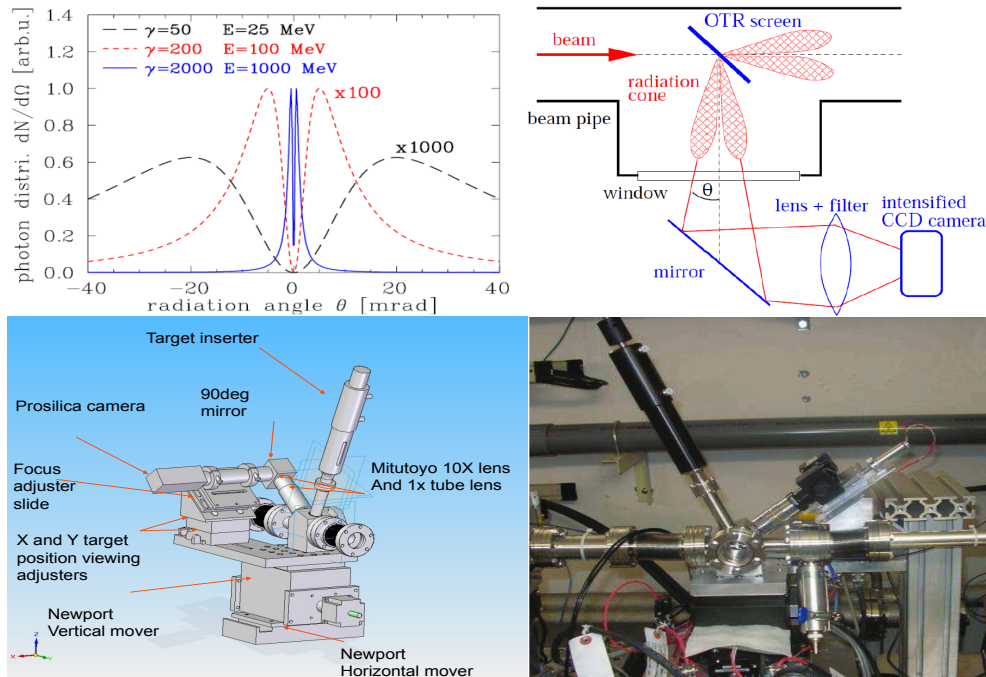 photon distri. dN/dΩ [arb.u.]
1.4
1.2
1.0
0.8
0.6
0.4
0.2
0.0
γ=50 E=25 MeV
γ=200 E=100 MeV
γ=2000 E=1000 MeV
x100
x1000
−40
−20
0
20
40
radiation angle θ [mrad]
OTR screen
beam
radiation
cone
beam pipe
window
θ
mirror
lens + filter
intensified
CCD camera
Target inserter
90deg
mirror
Prosilica camera
Focus
adjuster
slide
Mitutoyo 10X lens
And 1x tube lens
X and Y target
position viewing
adjusters
Newport
Vertical mover
Newport
Horizontal mover
Z
X
Y